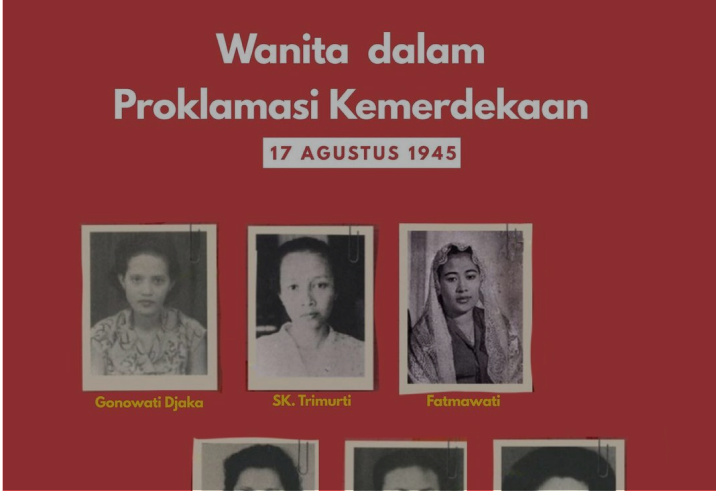 Wanita dalam
Proklamasi Kemerdekaan
17 AGUSTUS 1945
Gonowati Djaka
SK. Trimurti
Fatmawati